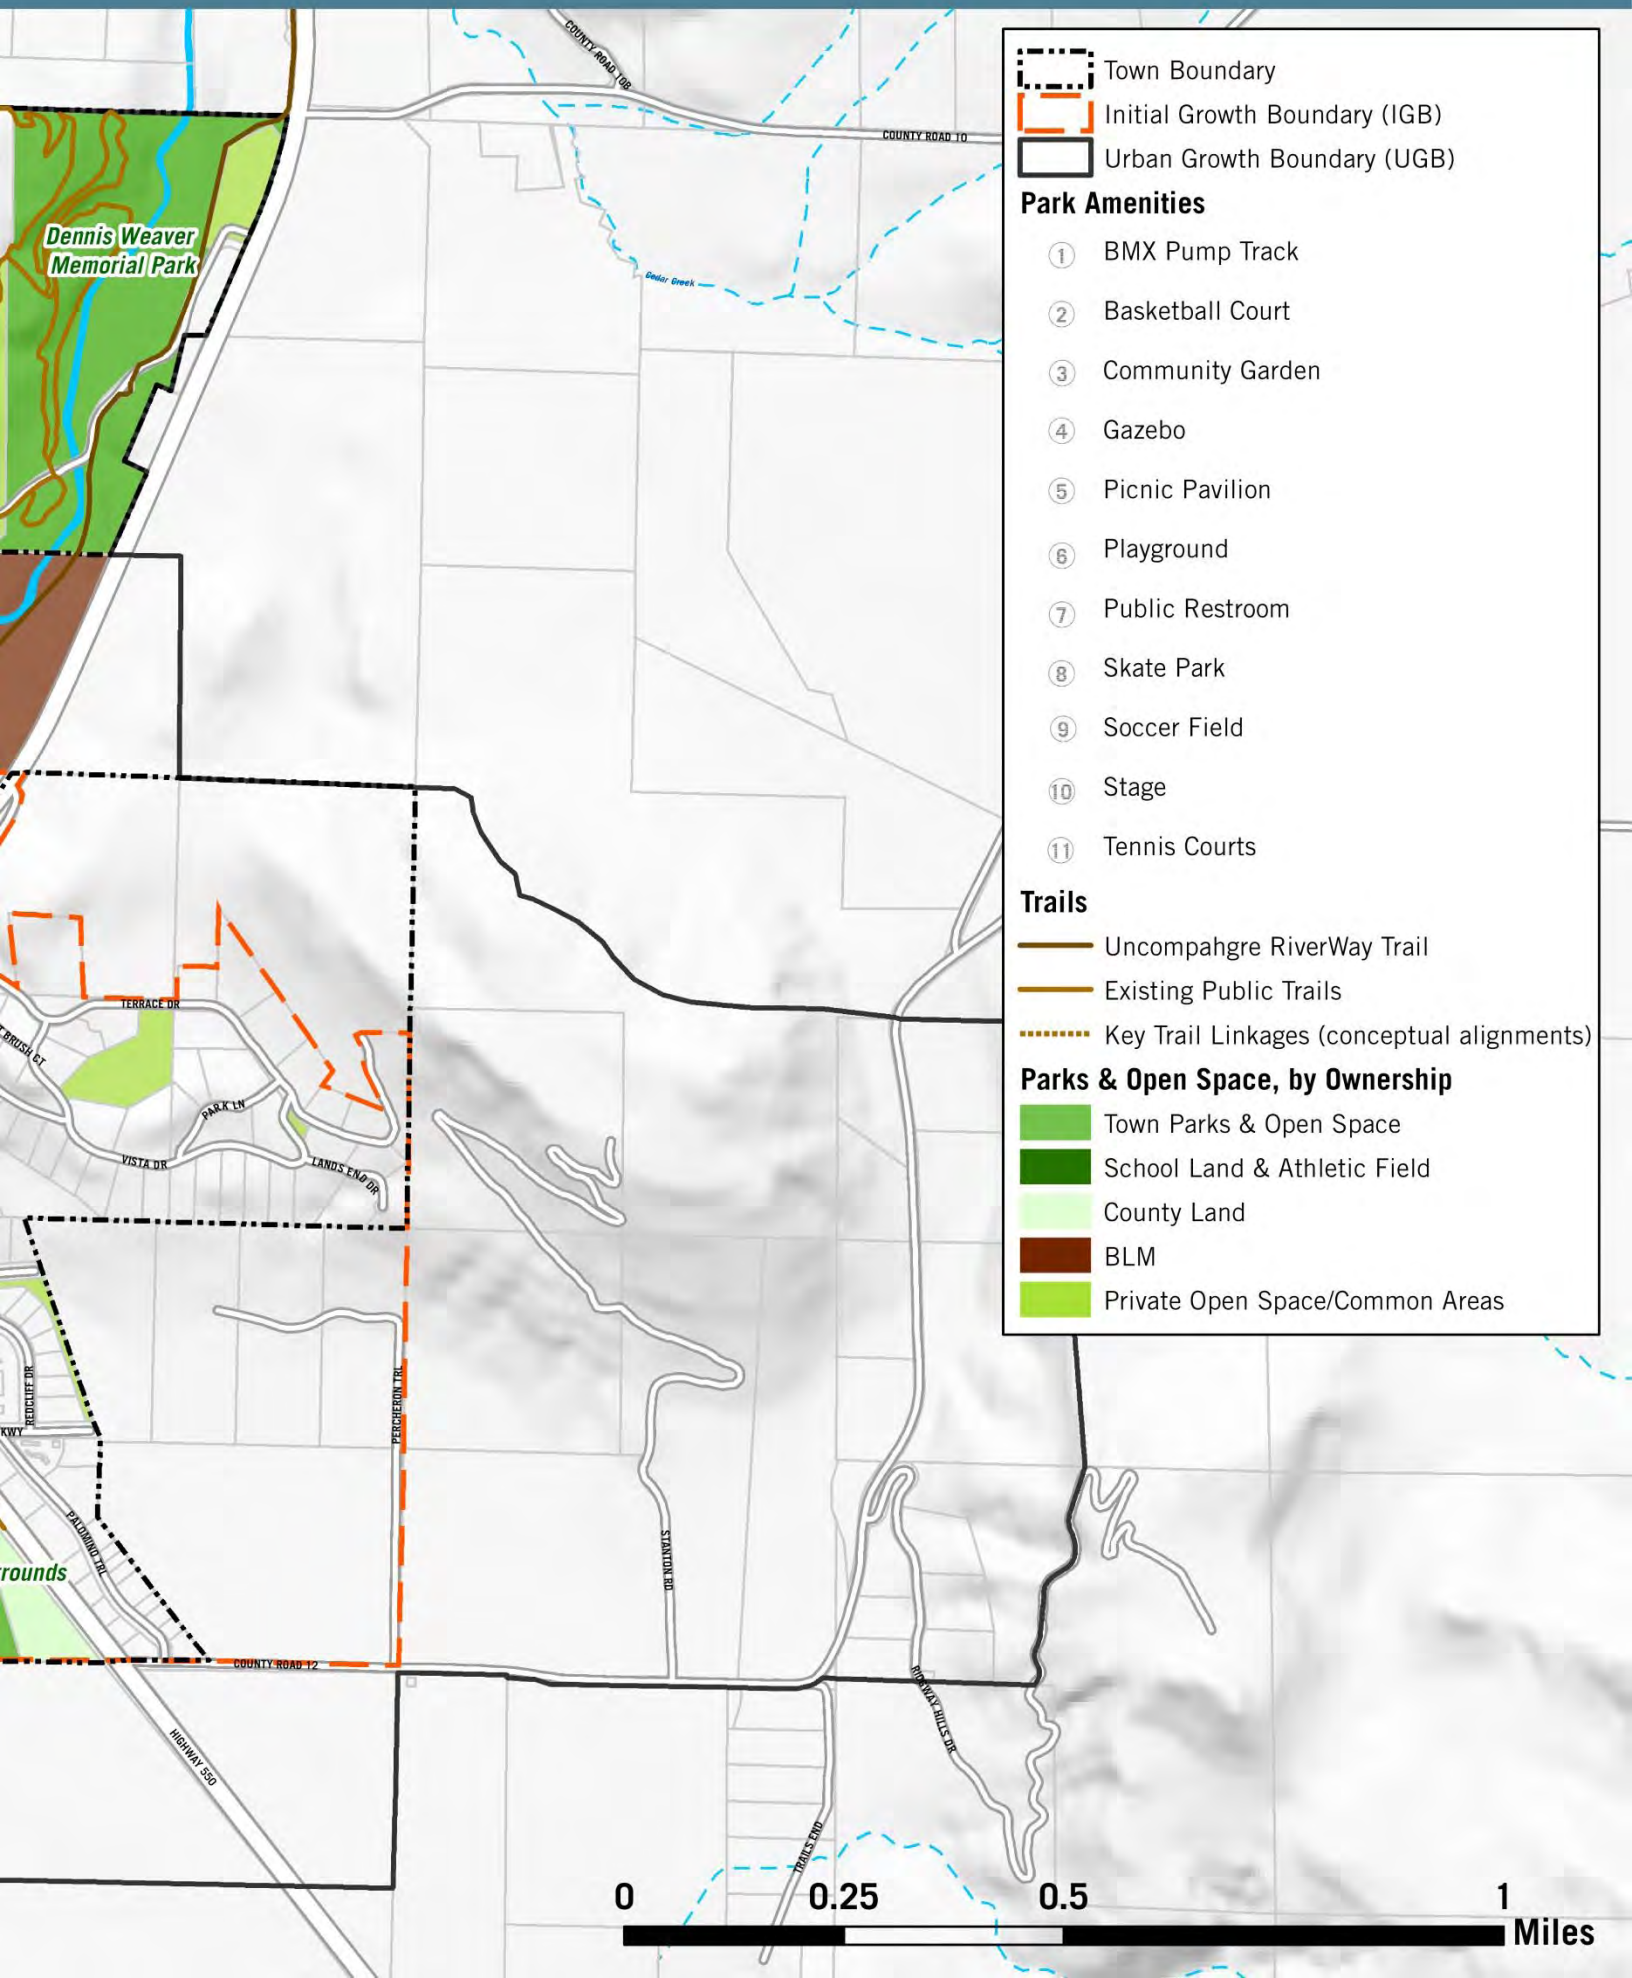 COUNTY ROAD 10B
COUNTY ROAD 10
Dennis Weaver
Memorial Park
Cedar Creek
TERRACE DR
BRUSH CT
PARK LN
VISTA DR
LANDS END DR
REDCLIFF DR
KWY
PERCHERON TRL
PALOMINO TRL
STANTON RD
rounds
COUNTY ROAD 12
HIGHWAY 550
RIDGWAY HILLS DR
TRAILS END
Town Boundary
Initial Growth Boundary (IGB)
Urban Growth Boundary (UGB)
Park Amenities
1 BMX Pump Track
2 Basketball Court
3 Community Garden
4 Gazebo
5 Picnic Pavilion
6 Playground
7 Public Restroom
8 Skate Park
9 Soccer Field
10 Stage
11 Tennis Courts
Trails
Uncompahgre RiverWay Trail
Existing Public Trails
Key Trail Linkages (conceptual alignments)
Parks & Open Space, by Ownership
Town Parks & Open Space
School Land & Athletic Field
County Land
BLM
Private Open Space/Common Areas
0 0.25 0.5 1
Miles